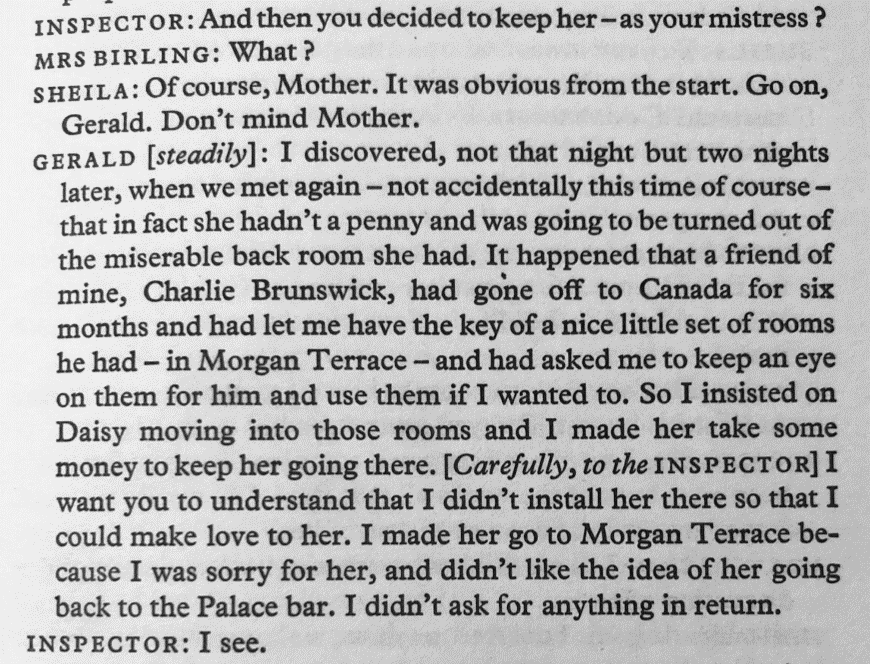 INSPECTOR: And then you decided to keep her – as your mistress?
MRS BIRLING: What?
SHEILA: Of course, Mother. It was obvious from the start. Go on,
Gerald. Don't mind Mother.
GERALD [steadily]: I discovered, not that night but two nights
later, when we met again – not accidentally this time of course –
that in fact she hadn't a penny and was going to be turned out of
the miserable back room she had. It happened that a friend of
mine, Charlie Brunswick, had gone off to Canada for six
months and had let me have the key of a nice little set of rooms
he had – in Morgan Terrace – and had asked me to keep an eye
on them for him and use them if I wanted to. So I insisted on
Daisy moving into those rooms and I made her take some
money to keep her going there. [Carefully, to the INSPECTOR] I
want you to understand that I didn't install her there so that I
could make love to her. I made her go to Morgan Terrace be-
cause I was sorry for her, and didn't like the idea of her going
back to the Palace bar. I didn't ask for anything in return.
INSPECTOR: I see.